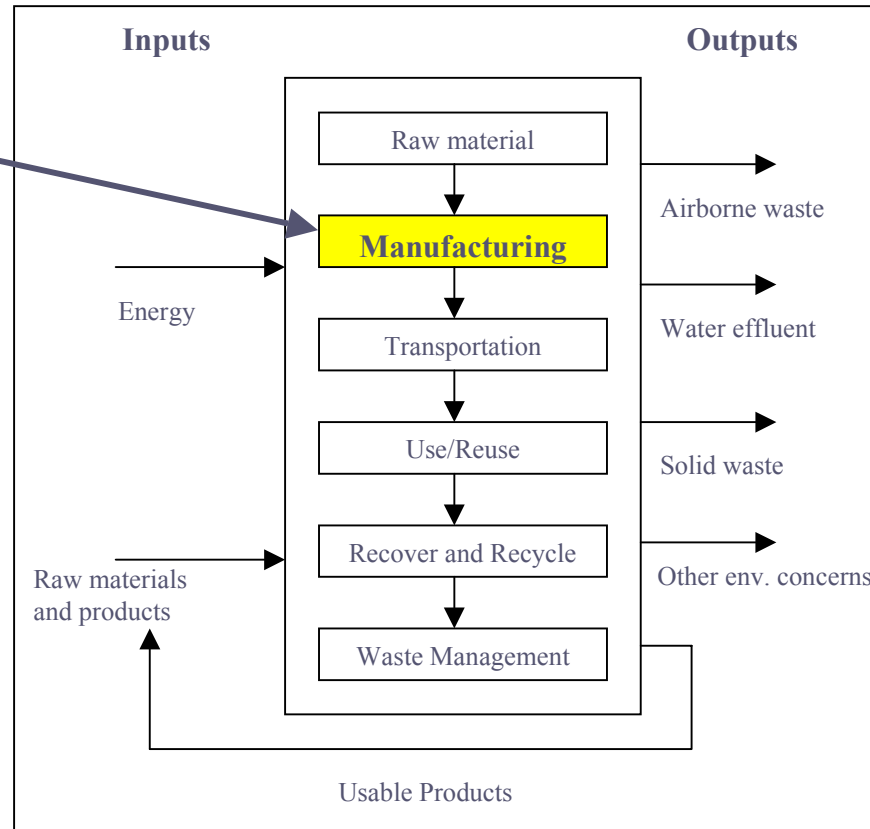 Inputs
Outputs
Raw material
Manufacturing
Transportation
Use/Reuse
Recover and Recycle
Waste Management
Energy
Raw materials
and products
Airborne waste
Water effluent
Solid waste
Other env. concerns
Usable Products